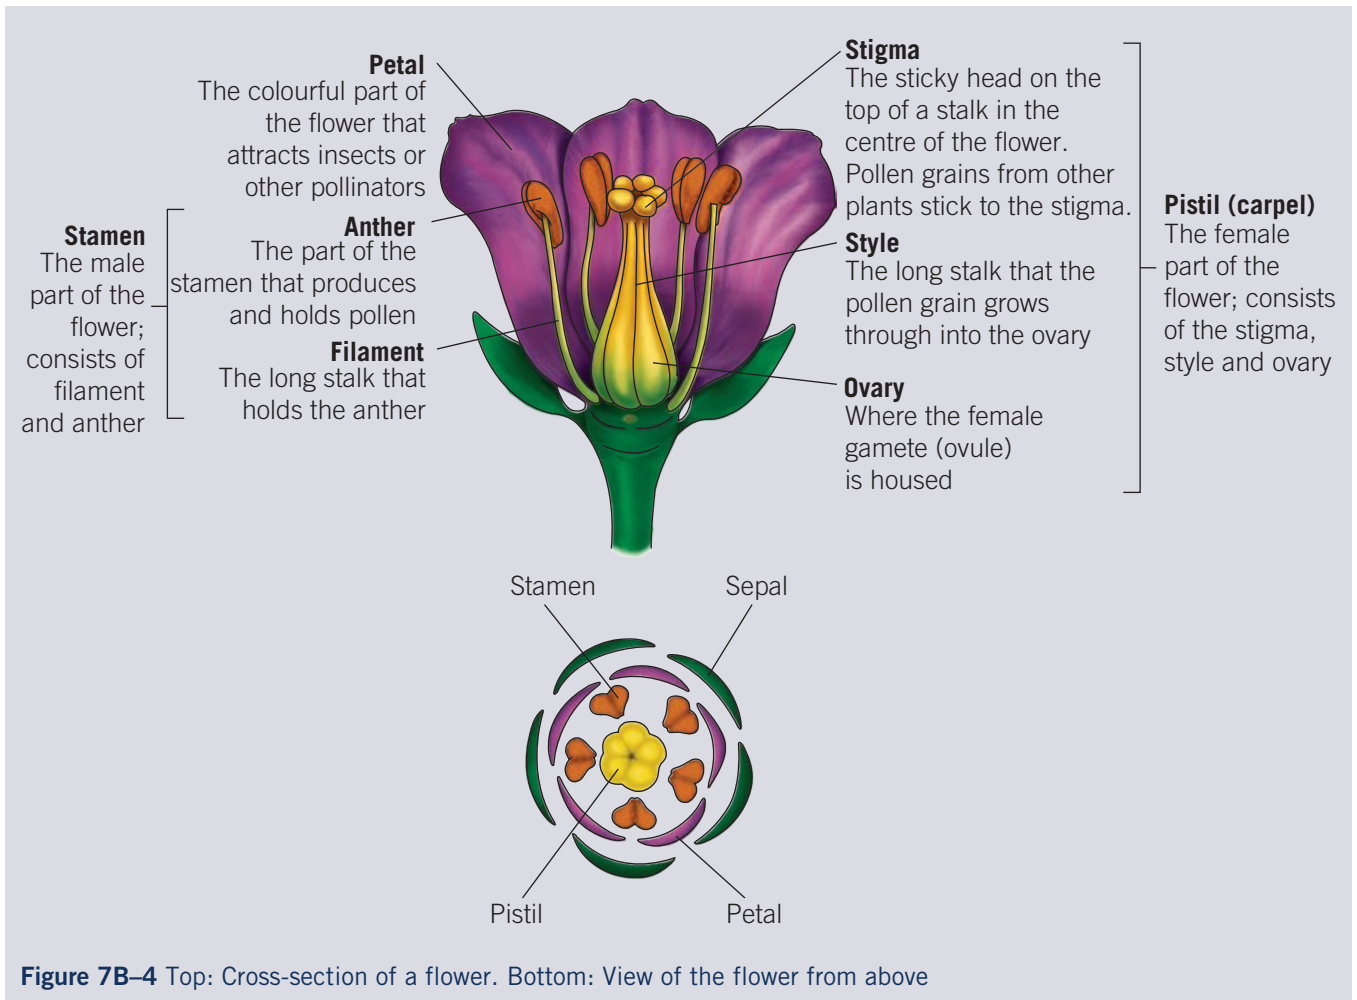 Petal
The colourful part of
the flower that
attracts insects or
other pollinators
Stamen
The male
part of the
flower;
consists of
filament
and anther
Anther
The part of the
stamen that produces
and holds pollen
Filament
The long stalk that
holds the anther
Stigma
The sticky head on the
top of a stalk in the
centre of the flower.
Pollen grains from other
plants stick to the stigma.
Style
The long stalk that the
pollen grain grows
through into the ovary
Ovary
Where the female
gamete (ovule)
is housed
Pistil (carpel)
The female
part of the
flower; consists
of the stigma,
style and ovary
Stamen
Sepal
Pistil
Petal
Figure 7B–4 Top: Cross-section of a flower. Bottom: View of the flower from above